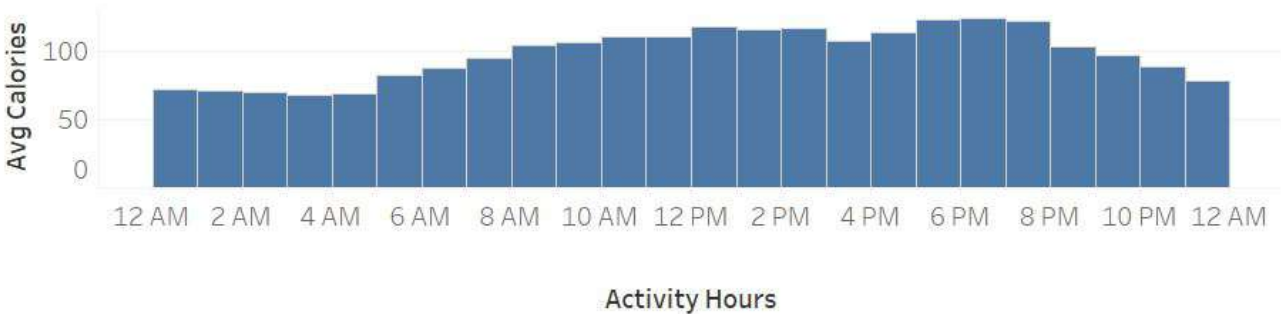 Avg Calories
100
50
0
12 AM 2 AM 4 AM 6 AM 8 AM 10 AM 12 PM 2 PM 4 PM 6 PM 8 PM 10 PM 12 AM
Activity Hours